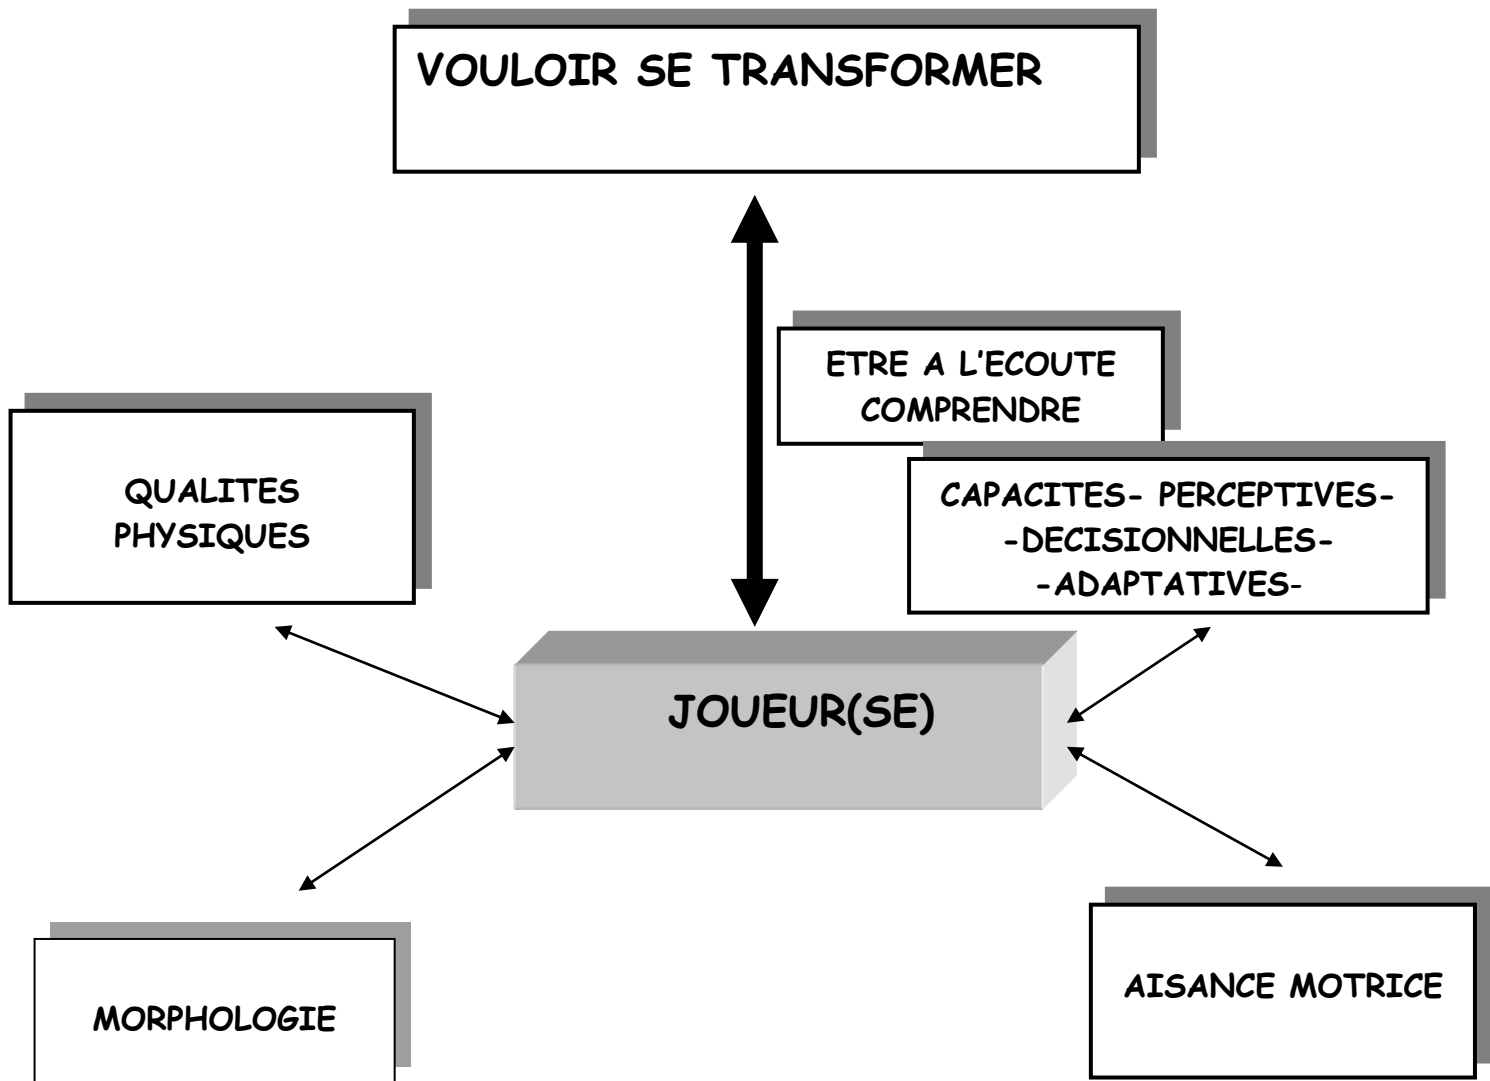 VOULOIR SE TRANSFORMER
ETRE A L'ECOUTE
COMPRENDRE
QUALITES
PHYSIQUES
CAPACITES- PERCEPTIVES-
-DECISIONNELLES-
-ADAPTATIVES-
JOUEUR(SE)
MORPHOLOGIE
AISANCE MOTRICE